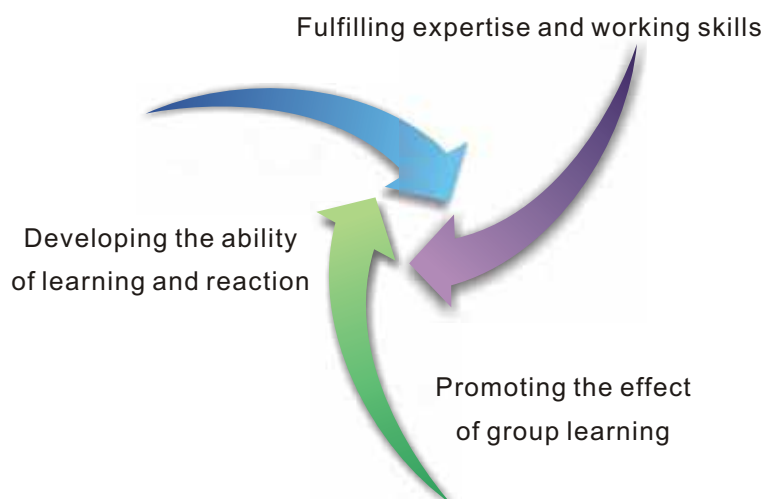 Fulfilling expertise and working skills
Developing the ability
of learning and reaction
Promoting the effect
of group learning